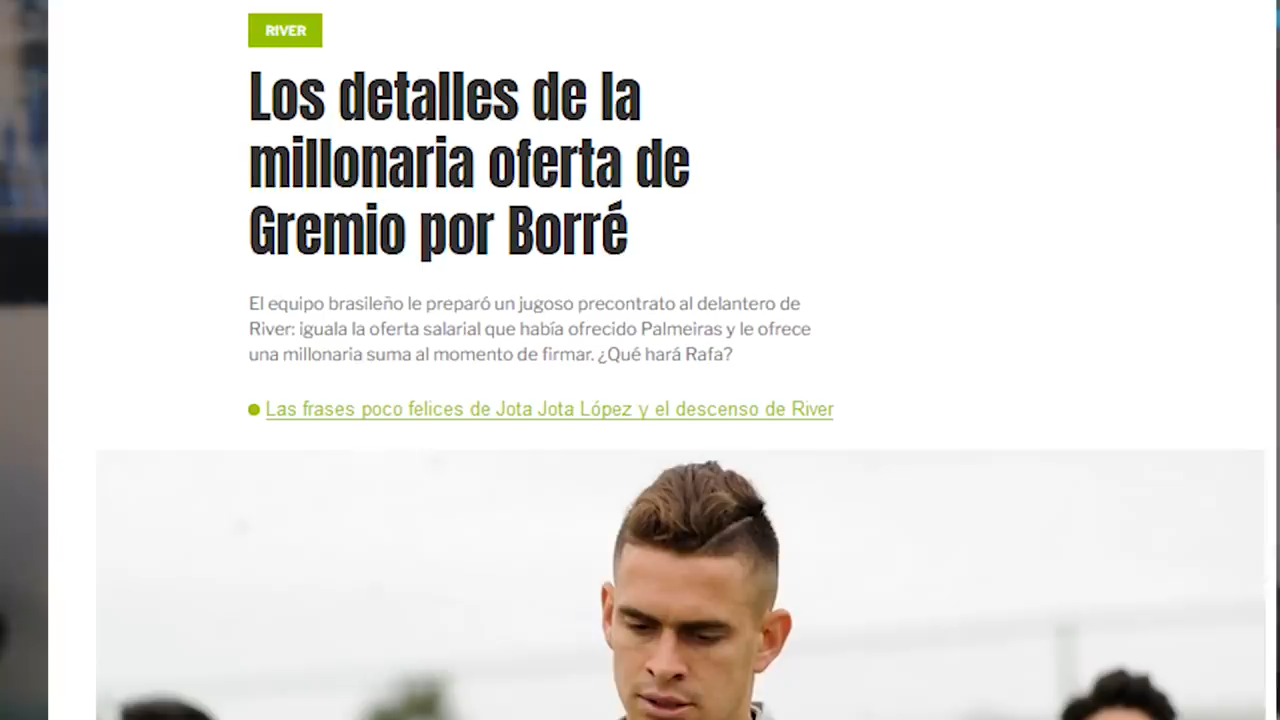 RIVER
Los detalles de la
millonaria oferta de
Gremio por Borré
El equipo brasileño le preparó un jugoso precontrato al delantero de
River: iguala la oferta salarial que había ofrecido Palmeiras y le ofrece
una millonaria suma al momento de firmar. ¿Qué hará Rafa?
Las frases poco felices de Jota Jota López y el descenso de River